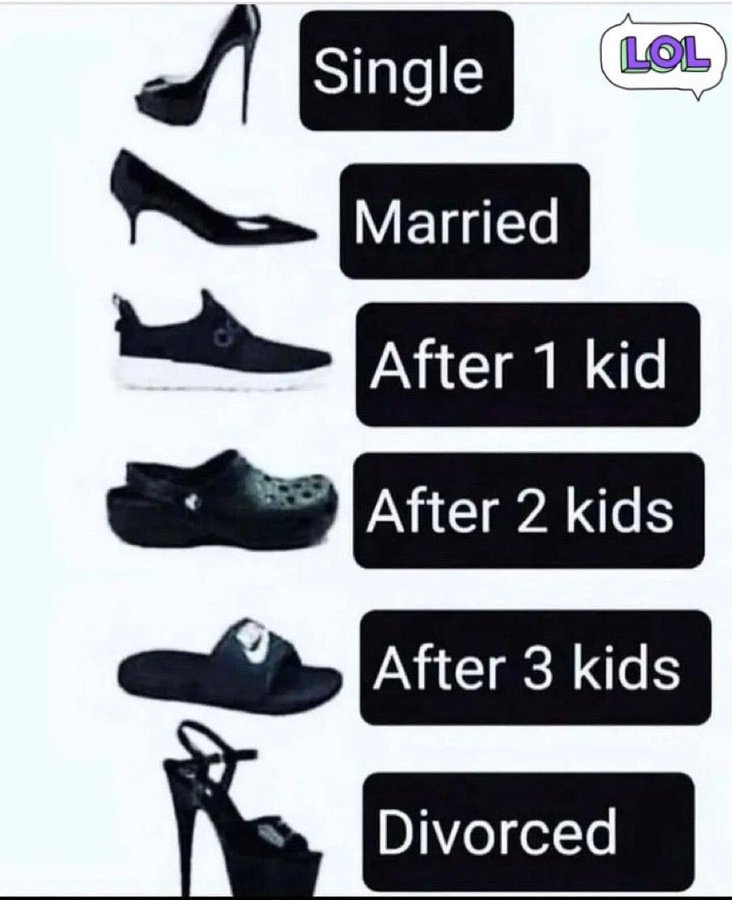 LOL
Single
Married
After 1 kid
After 2 kids
After 3 kids
Divorced